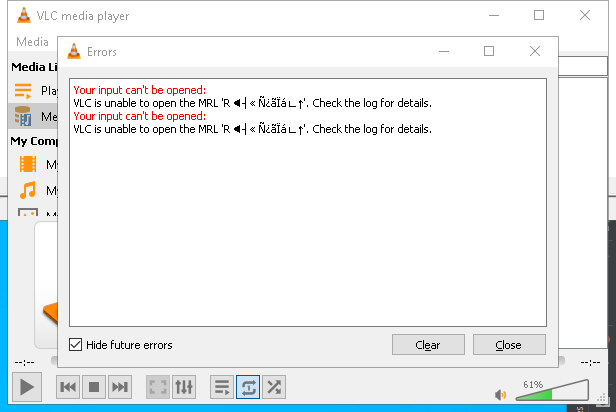 VLC media player
Media
Errors
Media Li
Your input can't be opened:
VLC is unable to open the MRL 'R ◄┤« Ñ¿ãÏá∟↑'. Check the log for details.
Your input can't be opened:
VLC is unable to open the MRL 'R ◄┤« Ñ¿ãÏá∟↑'. Check the log for details.
Play
Me
My Comp
My
My
Hide future errors
Clear
Close
--:--
--:--
61%